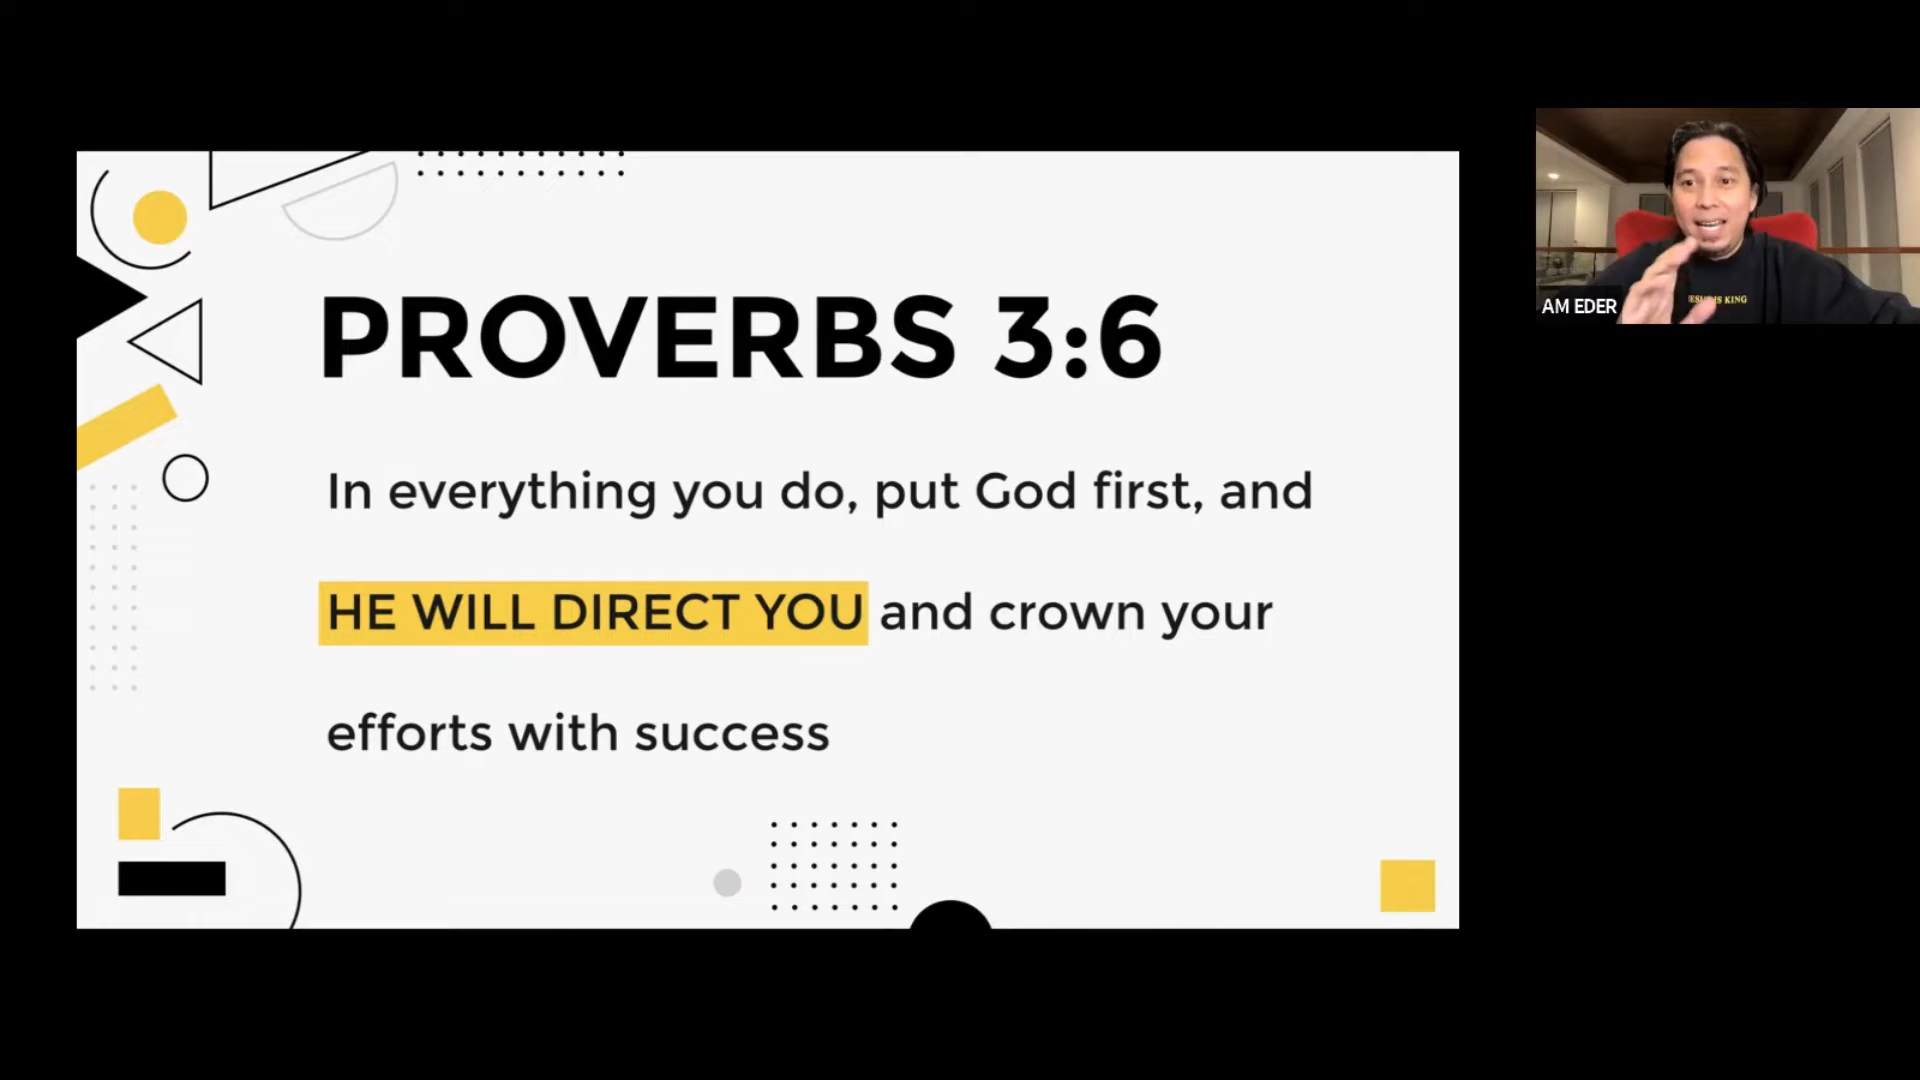 PROVERBS 3:6
In everything you do, put God first, and
HE WILL DIRECT YOU and crown your
efforts with success
AM EDER
IS KING